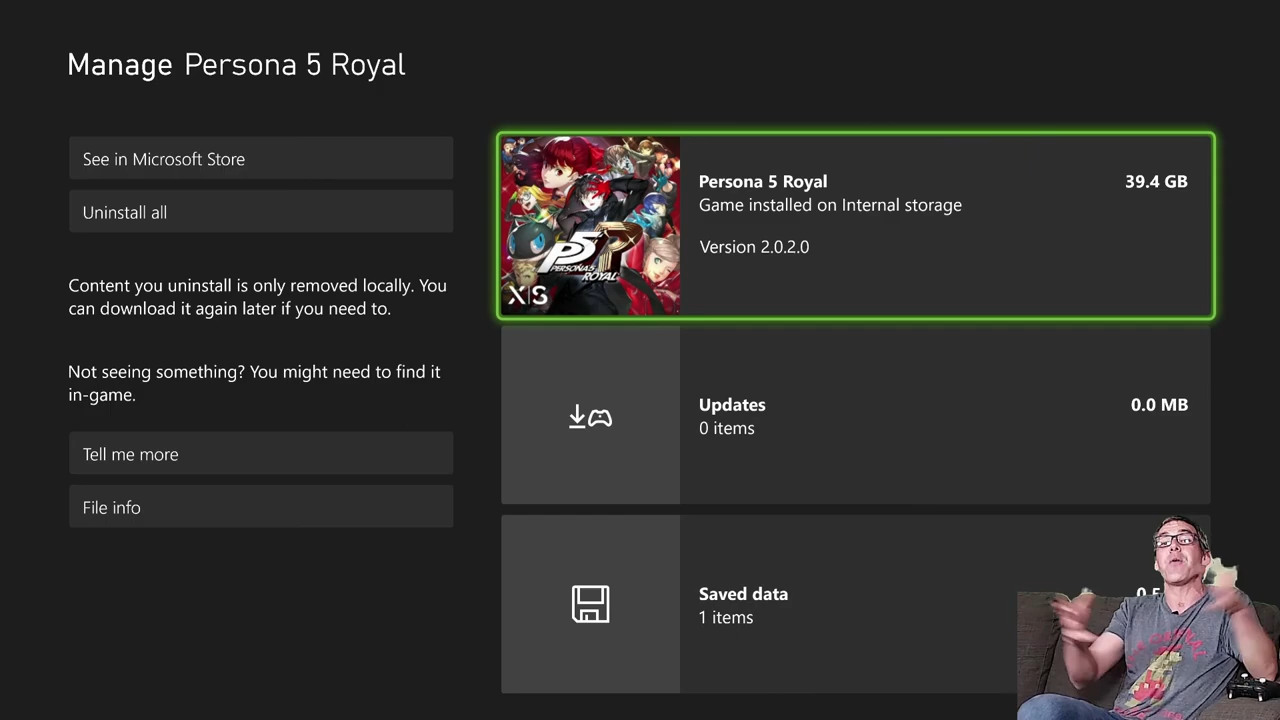 Manage Persona 5 Royal
See in Microsoft Store
Uninstall all
Content you uninstall is only removed locally. You
can download it again later if you need to.
Not seeing something? You might need to find it
in-game.
Tell me more
File info
P5R
PERSONA5
ROYAL
X|S
Persona 5 Royal
39.4 GB
Game installed on Internal storage
Version 2.0.2.0
Updates
0.0 MB
0 items
Saved data
1 items